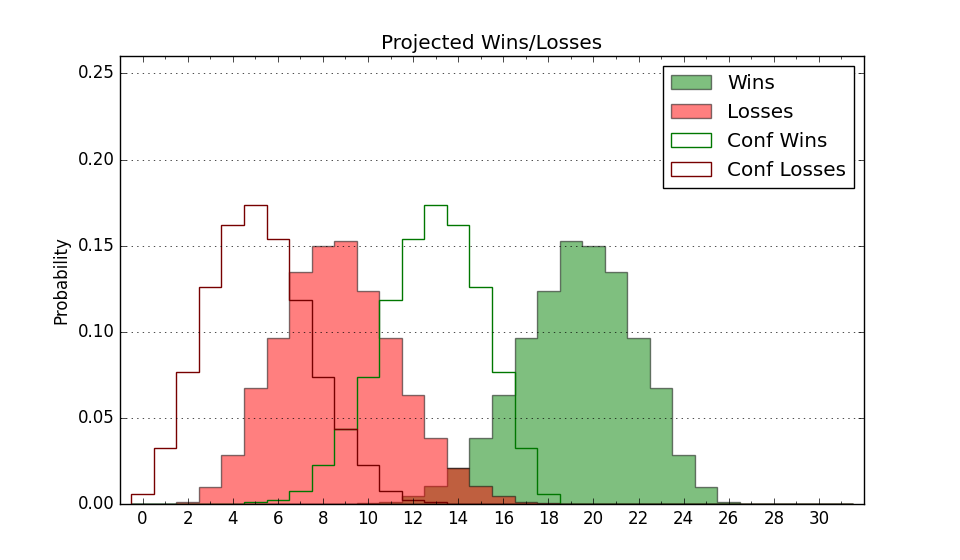 Projected Wins/Losses
0.25
0.20
0.15
0.10
0.05
0.00
Probability
Wins
Losses
Conf Wins
Conf Losses
0 2 4 6 8 10 12 14 16 18 20 22 24 26 28 30